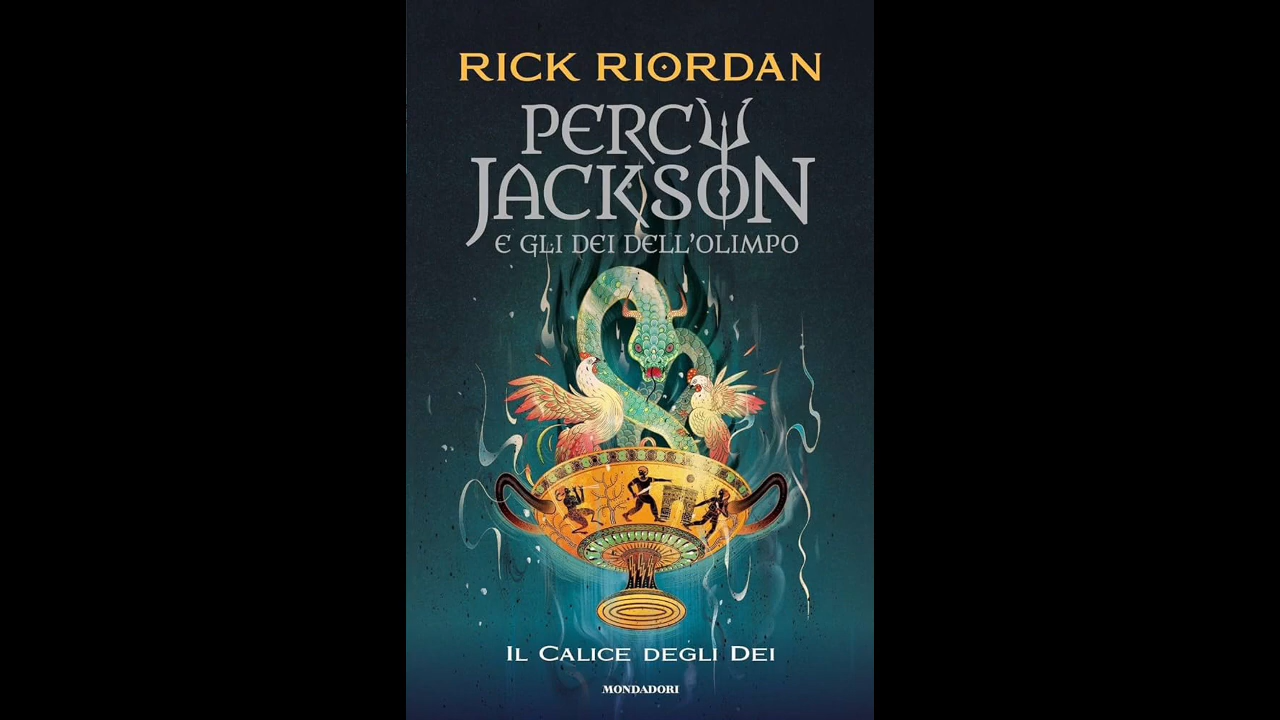 RICK RIORDAN
PERCY
JACKSON
E GLI DEI DELL'OLIMPO
IL CALICE DEGLI DEI
MONDADORI